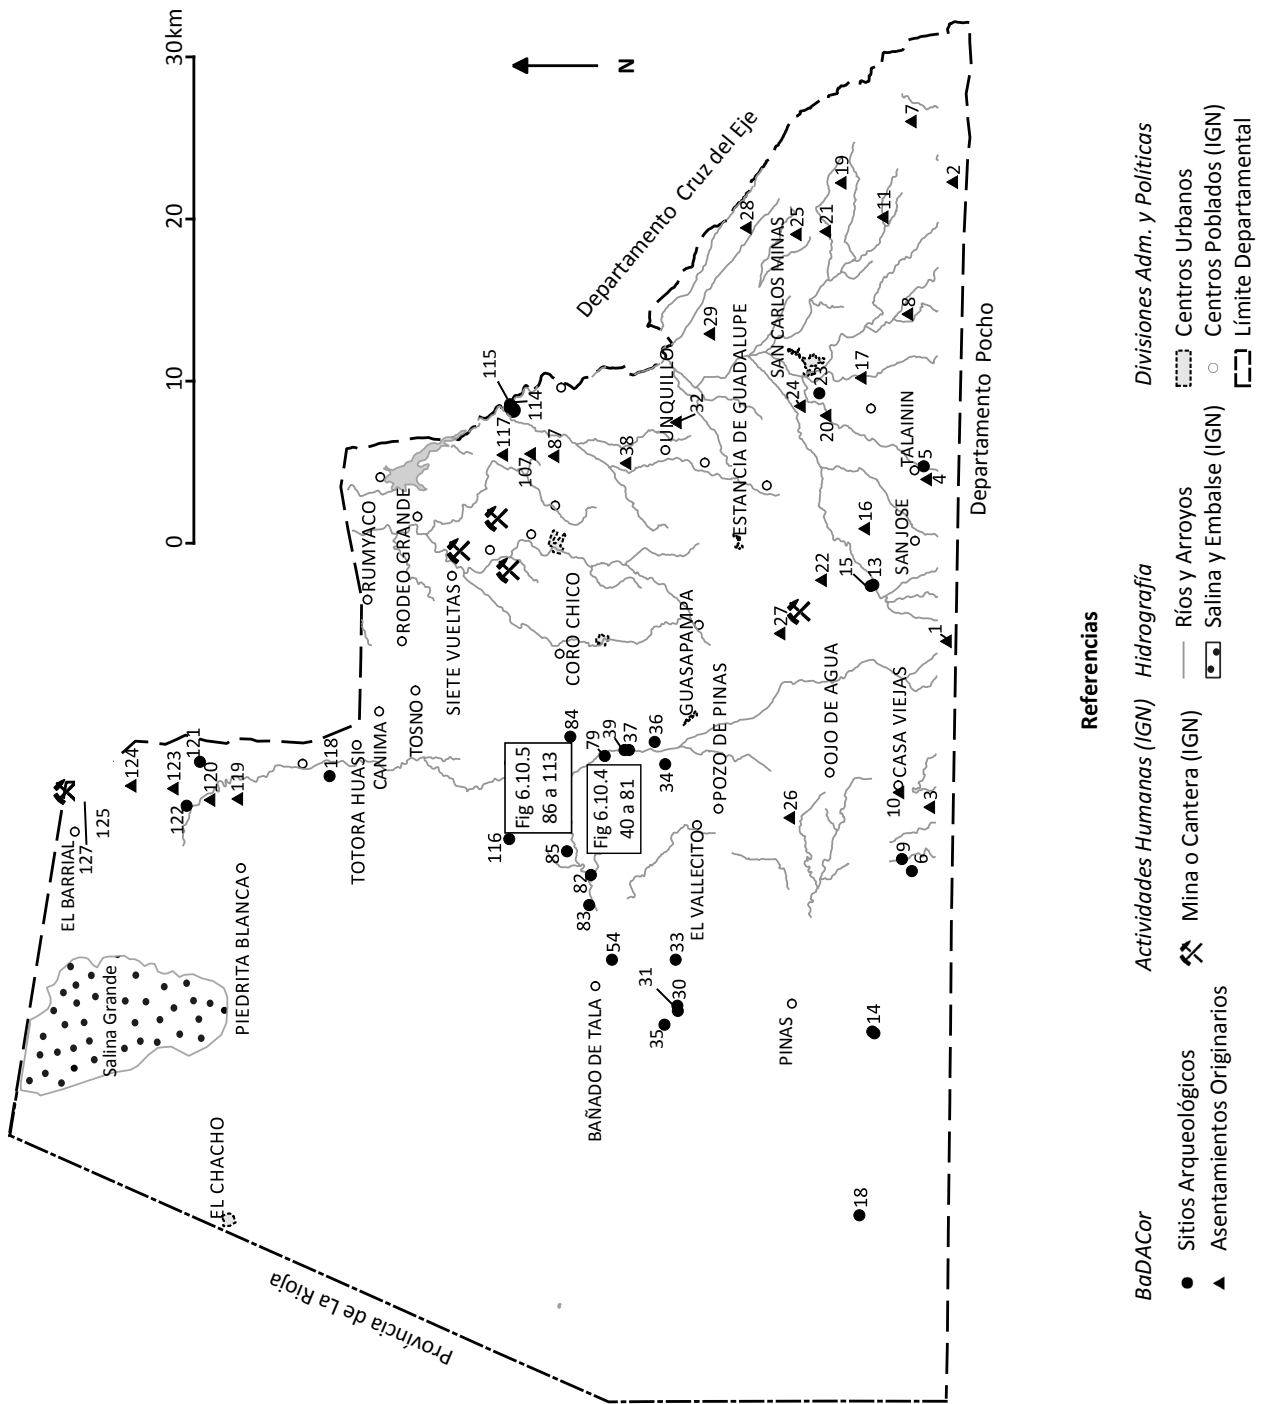 30km
20
10
0
N
Departamento Cruz del Eje
Departamento Pocho
Província de La Rioja
Salina Grande
EL BARRIAL
127
125
124
123
121
122
120
119
118
PIEDRITA BLANCA
EL CHACHO
TOTORA HUASI
CANIMA
TOSNO
RUMYACO
RODEO GRANDE
SIETE VUELTAS
CORO CHICO
115
114
117
107
87
38
UNQUILLO
32
29
28
ESTANCIA DE GUADALUPE
SAN CARLOS MINAS
25
21
19
11
7
2
8
17
24
23
20
TALAININ
5
4
16
SAN JOSE
22
15
13
27
1
GUASAPAMPA
POZO DE PINAS
OJO DE AGUA
CASA VIEJAS
10
3
26
9
6
84
79
39
37
36
34
Fig 6.10.5
86 a 113
Fig 6.10.4
40 a 81
116
85
82
83
54
EL VALLECITO
33
31
30
35
BAÑADO DE TALA
PINAS
14
18
Referencias
BaDACor
Sitios Arqueológicos
Asentamientos Originarios
Actividades Humanas (IGN)
Mina o Cantera (IGN)
Hidrografía
Ríos y Arroyos
Salina y Embalse (IGN)
Divisiones Adm. y Políticas
Centros Urbanos
Centros Poblados (IGN)
Límite Departamental